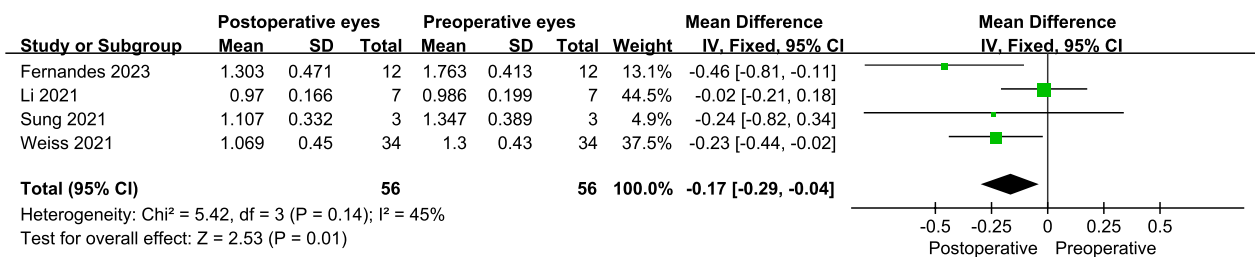 Postoperative eyes Preoperative eyes Mean Difference Mean Difference
Study or Subgroup Mean SD Total Mean SD Total Weight IV, Fixed, 95% CI IV, Fixed, 95% CI
Fernandes 2023 1.303 0.471 12 1.763 0.413 12 13.1% -0.46 [-0.81, -0.11]
Li 2021 0.97 0.166 7 0.986 0.199 7 44.5% -0.02 [-0.21, 0.18]
Sung 2021 1.107 0.332 3 1.347 0.389 3 4.9% -0.24 [-0.82, 0.34]
Weiss 2021 1.069 0.45 34 1.3 0.43 34 37.5% -0.23 [-0.44, -0.02]
Total (95% CI) 56 56 100.0% -0.17 [-0.29, -0.04]
Heterogeneity: Chi² = 5.42, df = 3 (P = 0.14); I² = 45%
Test for overall effect: Z = 2.53 (P = 0.01)
-0.5 -0.25 0 0.25 0.5
Postoperative Preoperative